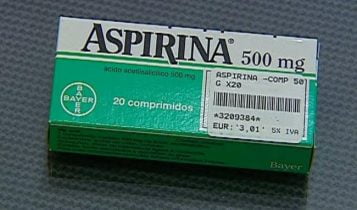 ASPIRINA® 500 mg
ácido acetilsalicílico 500 mg
ASPIRINA -COMP 50
G X20
BAYER
BAYER
20 comprimidos
*3209384*
EUR: '3,01' 5% IVA
Bayer